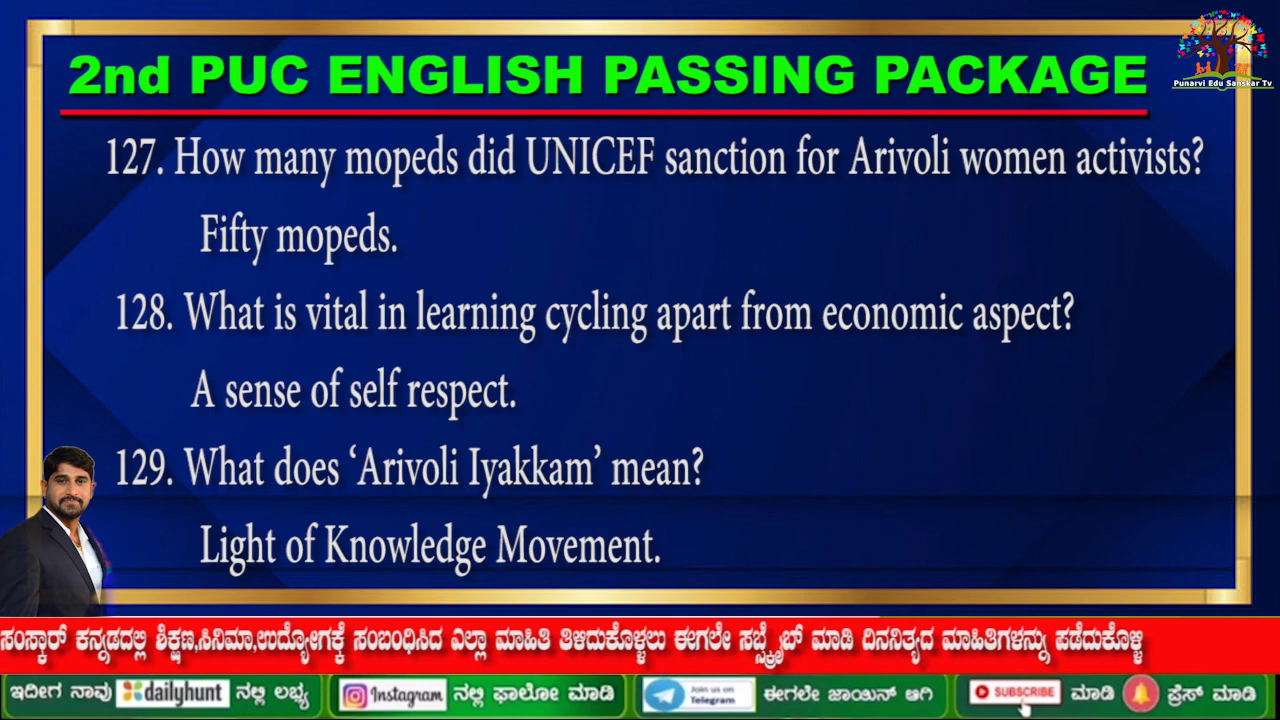 2nd PUC ENGLISH PASSING PACKAGE
Punarvi Edu Sanskar Tv
127. How many mopeds did UNICEF sanction for Arivoli women activists?
Fifty mopeds.
128. What is vital in learning cycling apart from economic aspect?
A sense of self respect.
129. What does ‘Arivoli Iyakkam’ mean?
Light of Knowledge Movement.
ಸಂಸ್ಕಾರ್ ಕನ್ನಡದಲ್ಲಿ ಶಿಕ್ಷಣ,ಸಿನಿಮಾ,ಉದ್ಯೋಗಕ್ಕೆ ಸಂಬಂಧಿಸಿದ ಎಲ್ಲಾ ಮಾಹಿತಿ ತಿಳಿದುಕೊಳ್ಳಲು ಈಗಲೇ ಸಬ್ಸ್ಕ್ರೈಬ್ ಮಾಡಿ ದಿನನಿತ್ಯದ ಮಾಹಿತಿಗಳನ್ನು ಪಡೆದುಕೊಳ್ಳಿ
ಇದೀಗ ನಾವು dailyhunt ನಲ್ಲಿ ಲಭ್ಯ Instagram ನಲ್ಲಿ ಫಾಲೋ ಮಾಡಿ Join us on Telegram ಈಗಲೇ ಜಾಯಿನ್ ಆಗಿ SUBSCRIBE ಮಾಡಿ ಪ್ರೆಸ್ ಮಾಡಿ